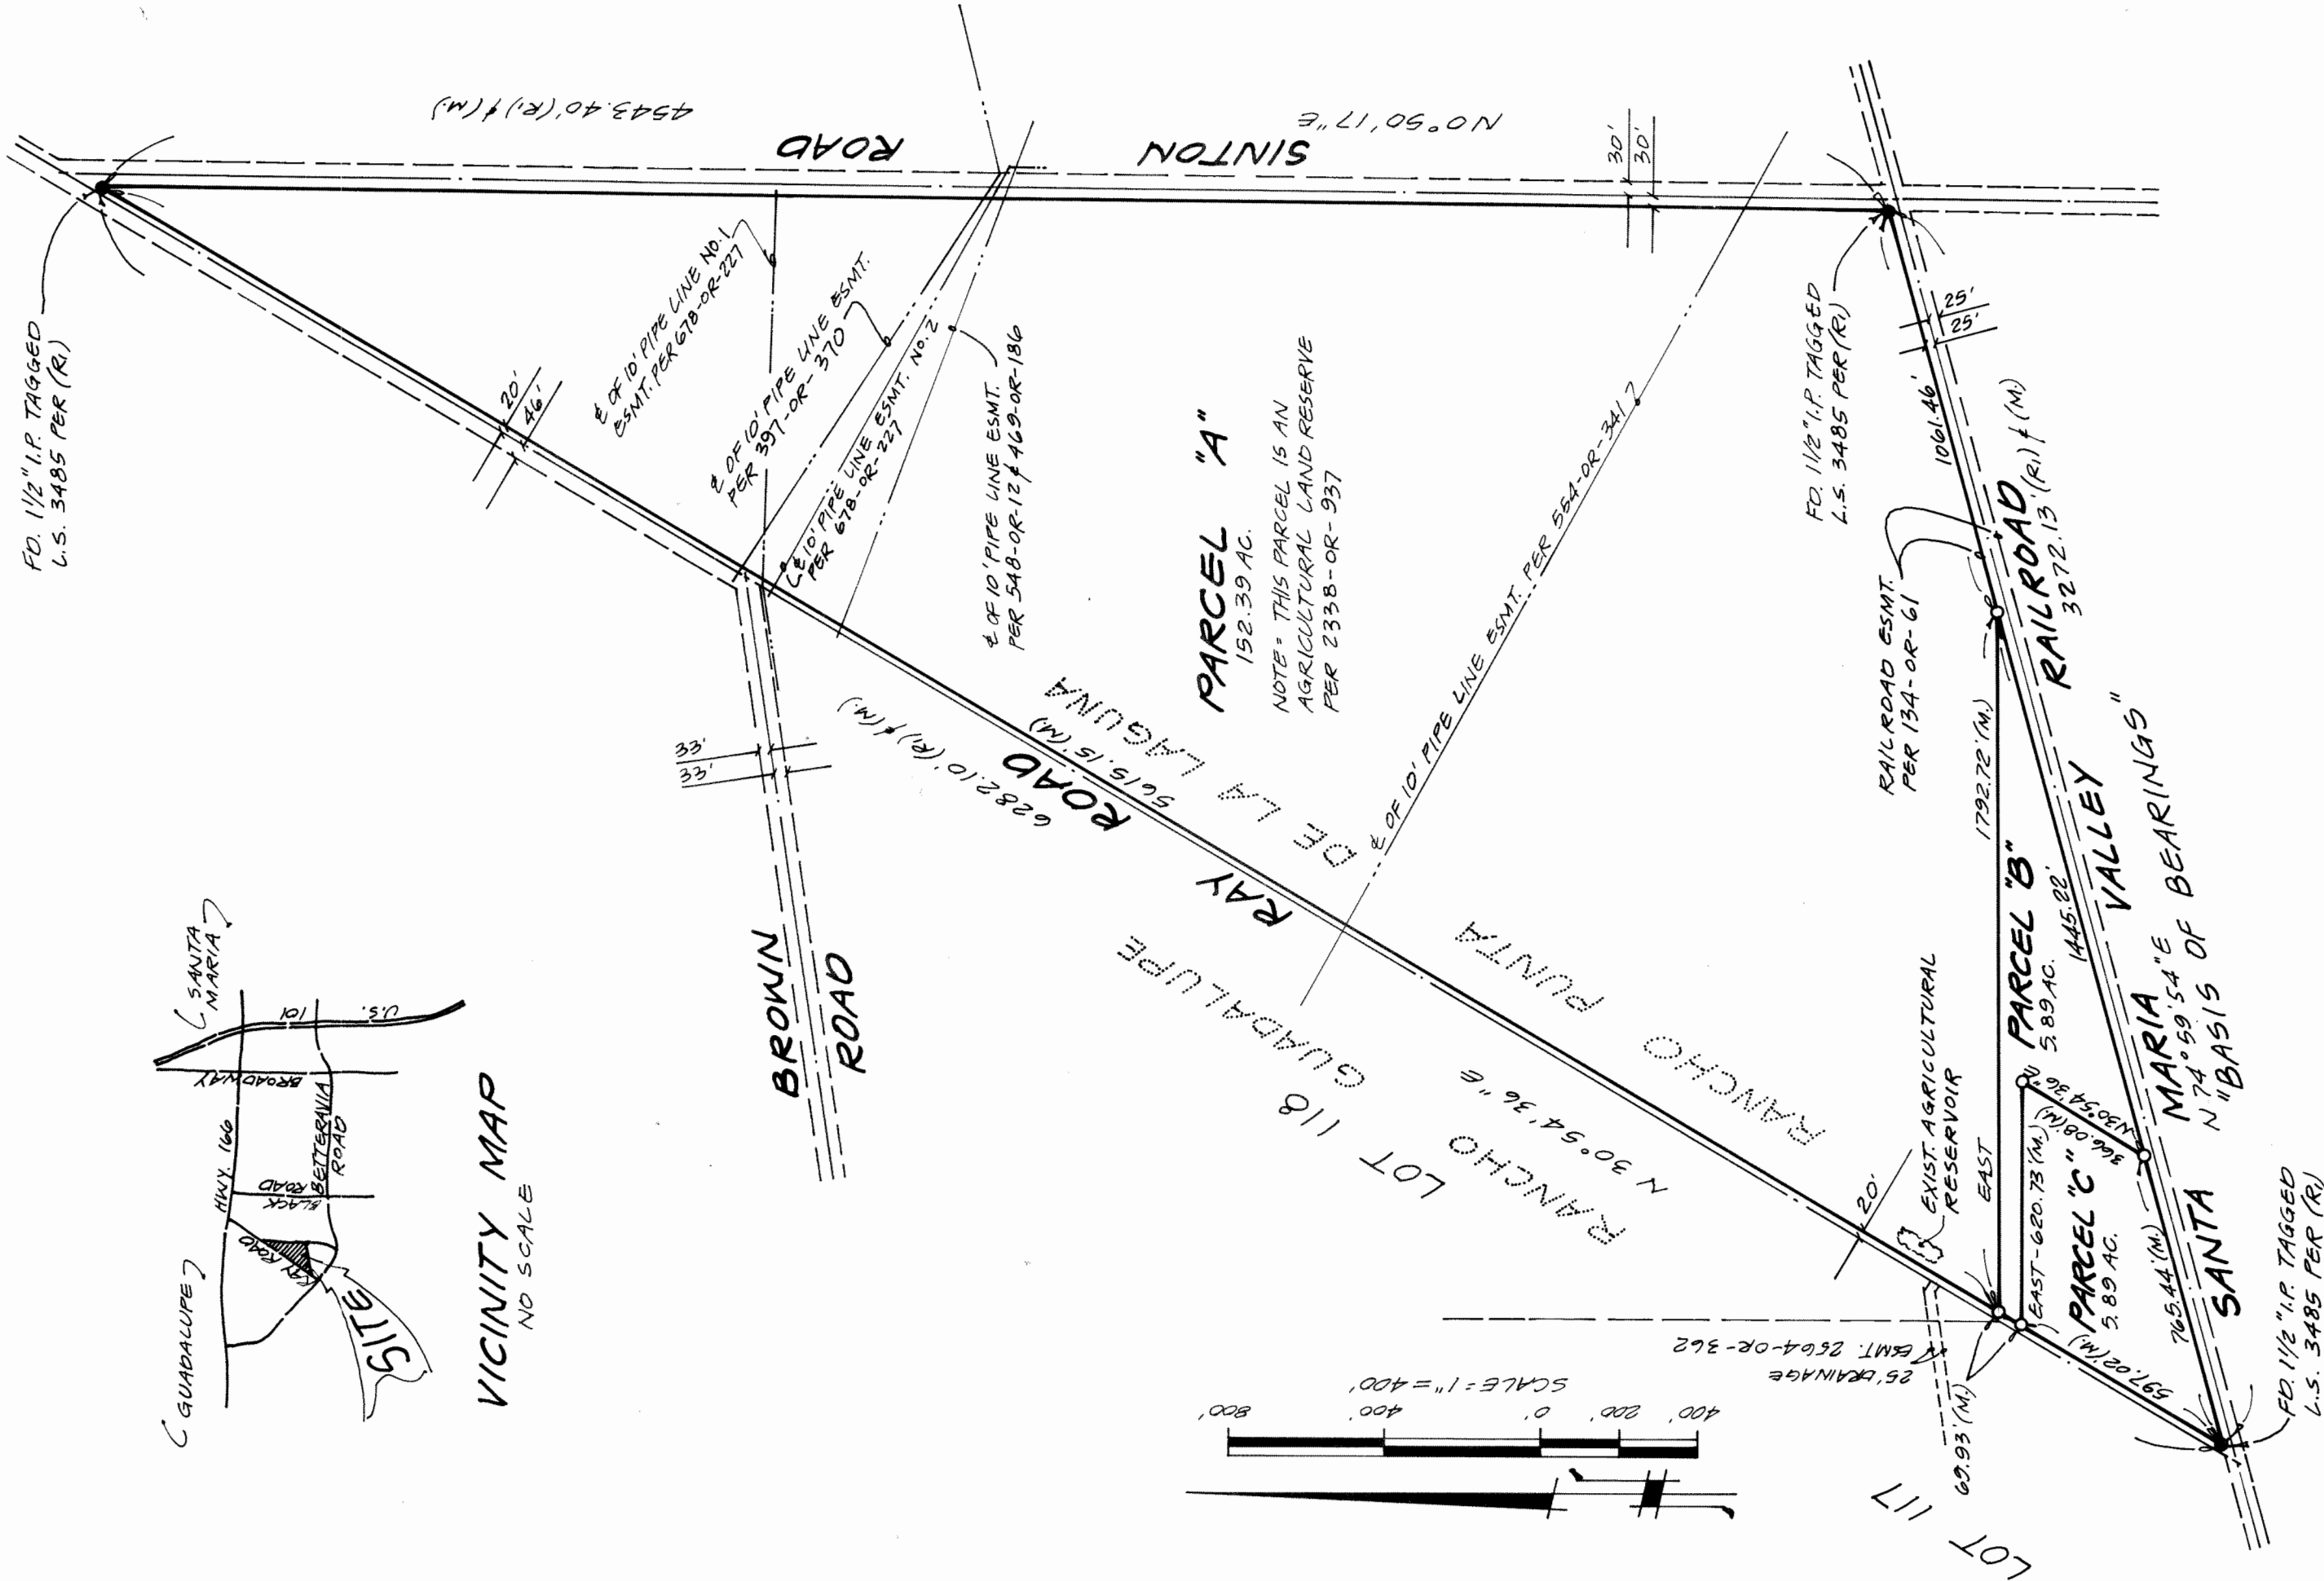 FD. 1 1/2" I.P. TAGGED
L.S. 3485 PER (R1)
4543.40' (R1) & (M.)
SINTON ROAD
N 0° 50' 17" E
30'
30'
20'
46'
℄ OF 10' PIPE LINE NO. 1
ESMT. PER 678-OR-227
℄ OF 10' PIPE LINE ESMT.
PER 397-OR-370
℄ 10' PIPE LINE ESMT. NO. 2
PER 678-OR-227
℄ OF 10' PIPE LINE ESMT.
PER 548-OR-12 & 469-OR-186
PARCEL "A"
152.39 AC.
NOTE = THIS PARCEL IS AN
AGRICULTURAL LAND RESERVE
PER 2338-OR-937
℄ OF 10' PIPE LINE ESMT. PER 554-OR-341
FD. 1 1/2" I.P. TAGGED
L.S. 3485 PER (R1)
25'
25'
1061.46'
RAILROAD ESMT.
PER 134-OR-61
33'
33'
BROWN
ROAD
RAY ROAD
5615.15' (M.)
6282.10' (R1) & (M.)
N 30° 54' 36" E
RANCHO PUNTA DE LA LAGUNA
RANCHO GUADALUPE
LOT 118
LOT 117
20'
EXIST. AGRICULTURAL
RESERVOIR
25' DRAINAGE
ESMT. 2564-OR-362
69.93' (M.)
EAST
1792.72' (M.)
PARCEL "B"
5.89 AC.
1445.22'
EAST-620.73' (M.)
N30°54'36"E
366.08' (M.)
PARCEL "C"
5.89 AC.
597.02' (M.)
765.44' (M.)
SANTA MARIA VALLEY RAILROAD
N 74° 59' 54" E
3272.13' (R1) & (M.)
"BASIS OF BEARINGS"
FD. 1 1/2" I.P. TAGGED
L.S. 3485 PER (R1)
SCALE = 1" = 400'
400' 200' 0' 400' 800'
VICINITY MAP
NO SCALE
GUADALUPE
SANTA
MARIA
HWY. 166
U.S. 101
BROADWAY
BETTERAVIA
ROAD
BLACK
ROAD
RAY ROAD
SITE